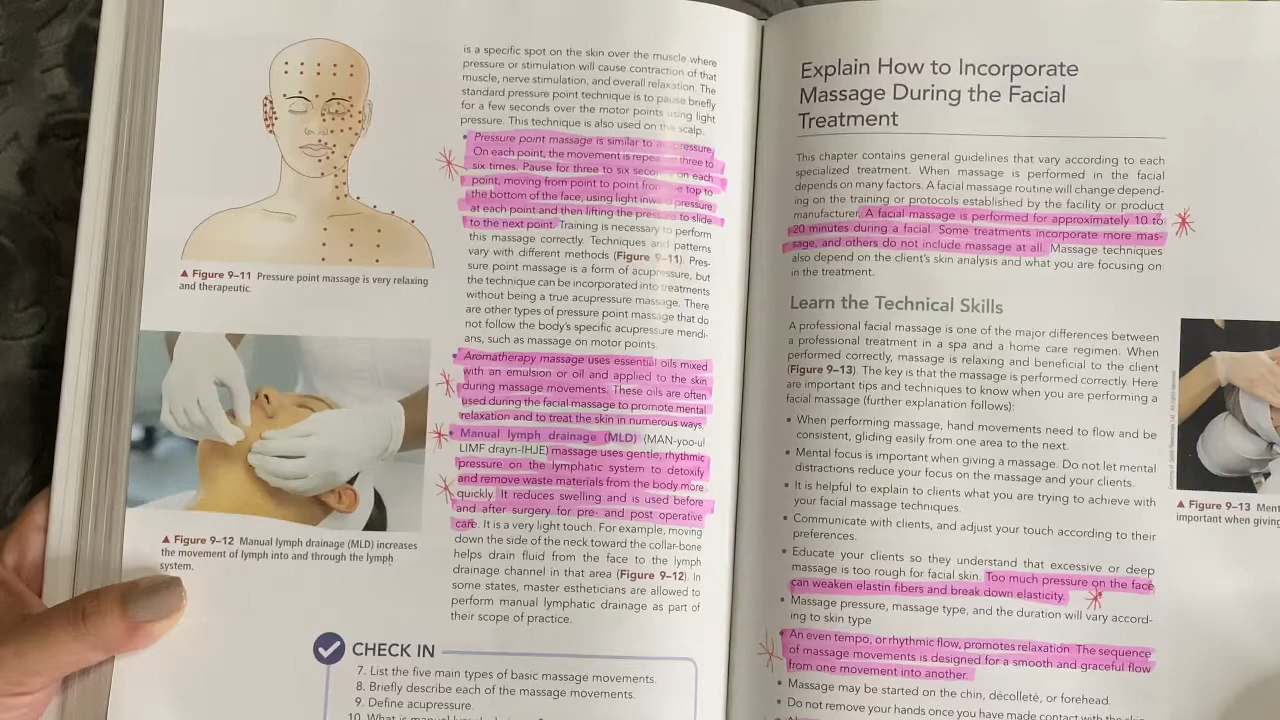 is a specific spot on the skin over the muscle where
pressure or stimulation will cause contraction of that
muscle, nerve stimulation, and overall relaxation. The
standard pressure point technique is to pause briefly
for a few seconds over the motor points using light
pressure. This technique is also used on the scalp.
• Pressure point massage is similar to acupressure.
On each point, the movement is repeated three to
six times. Pause for three to six seconds on each
point, moving from point to point from the top to
the bottom of the face, using light inward pressure
at each point and then lifting the pressure to slide
to the next point. Training is necessary to perform
this massage correctly. Techniques and patterns
vary with different methods (Figure 9–11). Pres-
sure point massage is a form of acupressure, but
the technique can be incorporated into treatments
without being a true acupressure massage. There
are other types of pressure point massage that do
not follow the body's specific acupressure meridi-
ans, such as massage on motor points.
• Aromatherapy massage uses essential oils mixed
with an emulsion or oil and applied to the skin
during massage movements. These oils are often
used during the facial massage to promote mental
relaxation and to treat the skin in numerous ways.
• Manual lymph drainage (MLD) (MAN-yoo-ul
LIMF drayn-IHJE) massage uses gentle, rhythmic
pressure on the lymphatic system to detoxify
and remove waste materials from the body more
quickly. It reduces swelling and is used before
and after surgery for pre- and post operative
care. It is a very light touch. For example, moving
down the side of the neck toward the collar-bone
helps drain fluid from the face to the lymph
drainage channel in that area (Figure 9–12). In
some states, master estheticians are allowed to
perform manual lymphatic drainage as part of
their scope of practice.
▲ Figure 9–11 Pressure point massage is very relaxing
and therapeutic.
▲ Figure 9–12 Manual lymph drainage (MLD) increases
the movement of lymph into and through the lymph
system.
CHECK IN
7. List the five main types of basic massage movements.
8. Briefly describe each of the massage movements.
9. Define acupressure.
10. What is manual lymph
Explain How to Incorporate
Massage During the Facial
Treatment
This chapter contains general guidelines that vary according to each
specialized treatment. When massage is performed in the facial
depends on many factors. A facial massage routine will change depend-
ing on the training or protocols established by the facility or product
manufacturer. A facial massage is performed for approximately 10 to
20 minutes during a facial. Some treatments incorporate more mas-
sage, and others do not include massage at all. Massage techniques
also depend on the client's skin analysis and what you are focusing on
in the treatment.
Learn the Technical Skills
A professional facial massage is one of the major differences between
a professional treatment in a spa and a home care regimen. When
performed correctly, massage is relaxing and beneficial to the client
(Figure 9–13). The key is that the massage is performed correctly. Here
are important tips and techniques to know when you are performing a
facial massage (further explanation follows):
• When performing massage, hand movements need to flow and be
consistent, gliding easily from one area to the next.
• Mental focus is important when giving a massage. Do not let mental
distractions reduce your focus on the massage and your clients.
• It is helpful to explain to clients what you are trying to achieve with
your facial massage techniques.
• Communicate with clients, and adjust your touch according to their
preferences.
• Educate your clients so they understand that excessive or deep
massage is too rough for facial skin. Too much pressure on the face
can weaken elastin fibers and break down elasticity.
• Massage pressure, massage type, and the duration will vary accord-
ing to skin type
• An even tempo, or rhythmic flow, promotes relaxation. The sequence
of massage movements is designed for a smooth and graceful flow
from one movement into another.
• Massage may be started on the chin, décolleté, or forehead.
• Do not remove your hands once you have made contact with the
▲ Figure 9–13
important when